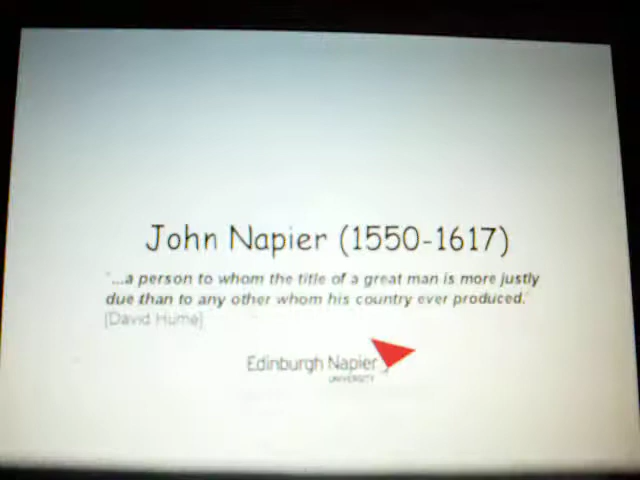 John Napier (1550-1617)
"...a person to whom the title of a great man is more justly
due than to any other whom his country ever produced."
[David Hume]
Edinburgh Napier
UNIVERSITY